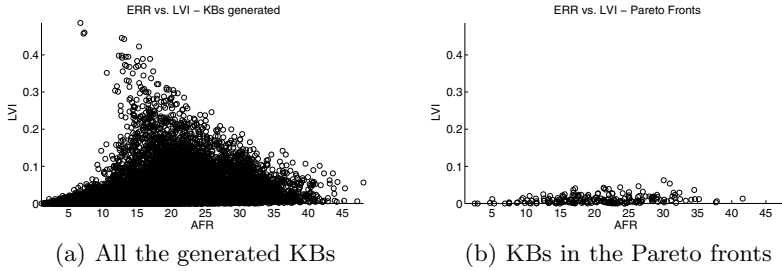 ERR vs. LVI – KBs generated
0.4
0.3
0.2
0.1
0
LVI
5 10 15 20 25 30 35 40 45
AFR
(a) All the generated KBs
ERR vs. LVI – Pareto Fronts
0.4
0.3
0.2
0.1
0
LVI
5 10 15 20 25 30 35 40 45
AFR
(b) KBs in the Pareto fronts